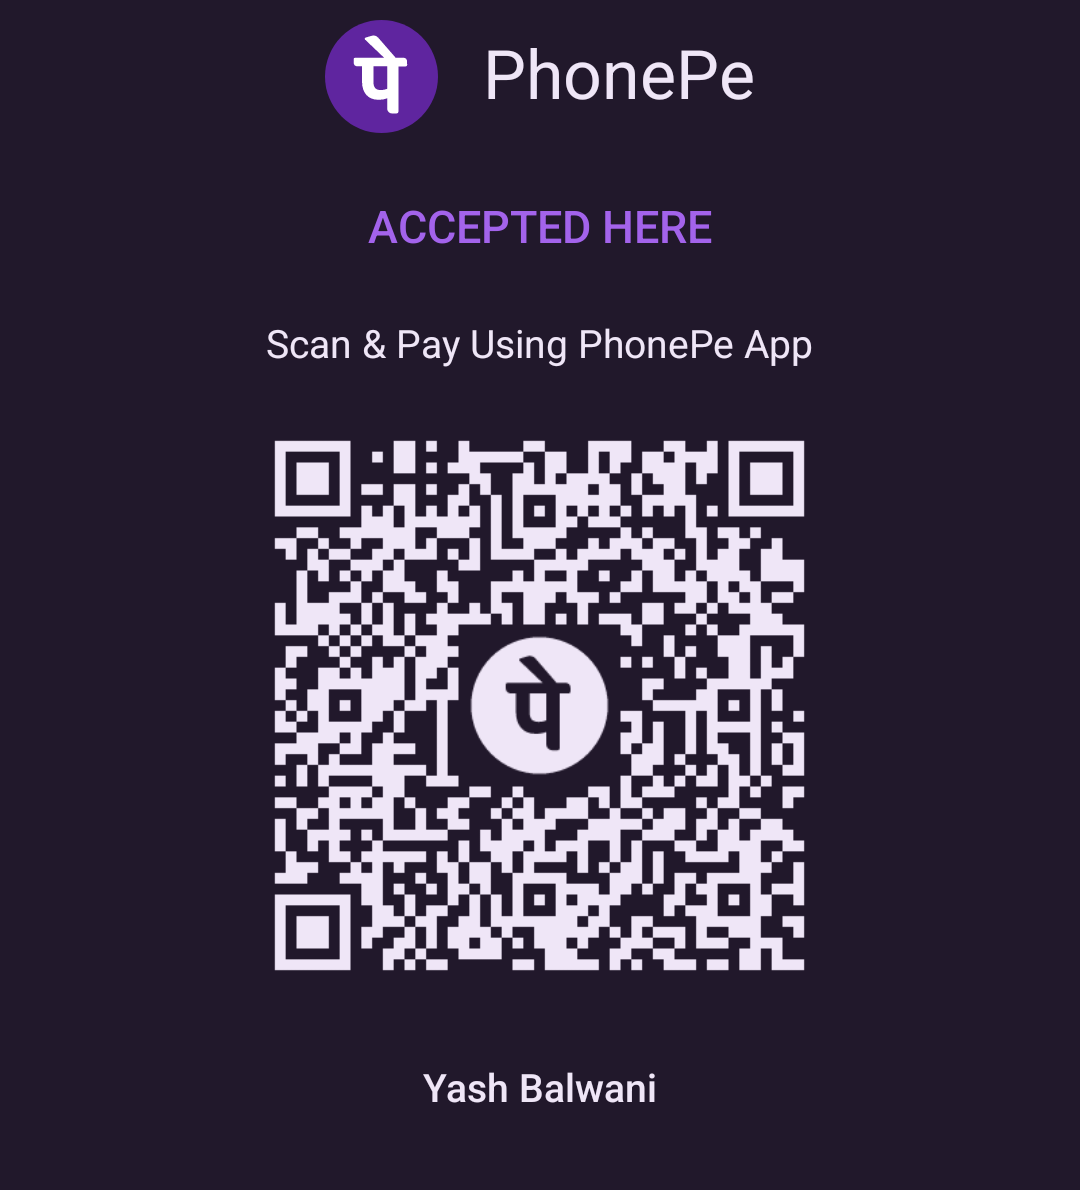 पे PhonePe
ACCEPTED HERE
Scan & Pay Using PhonePe App
पे
Yash Balwani